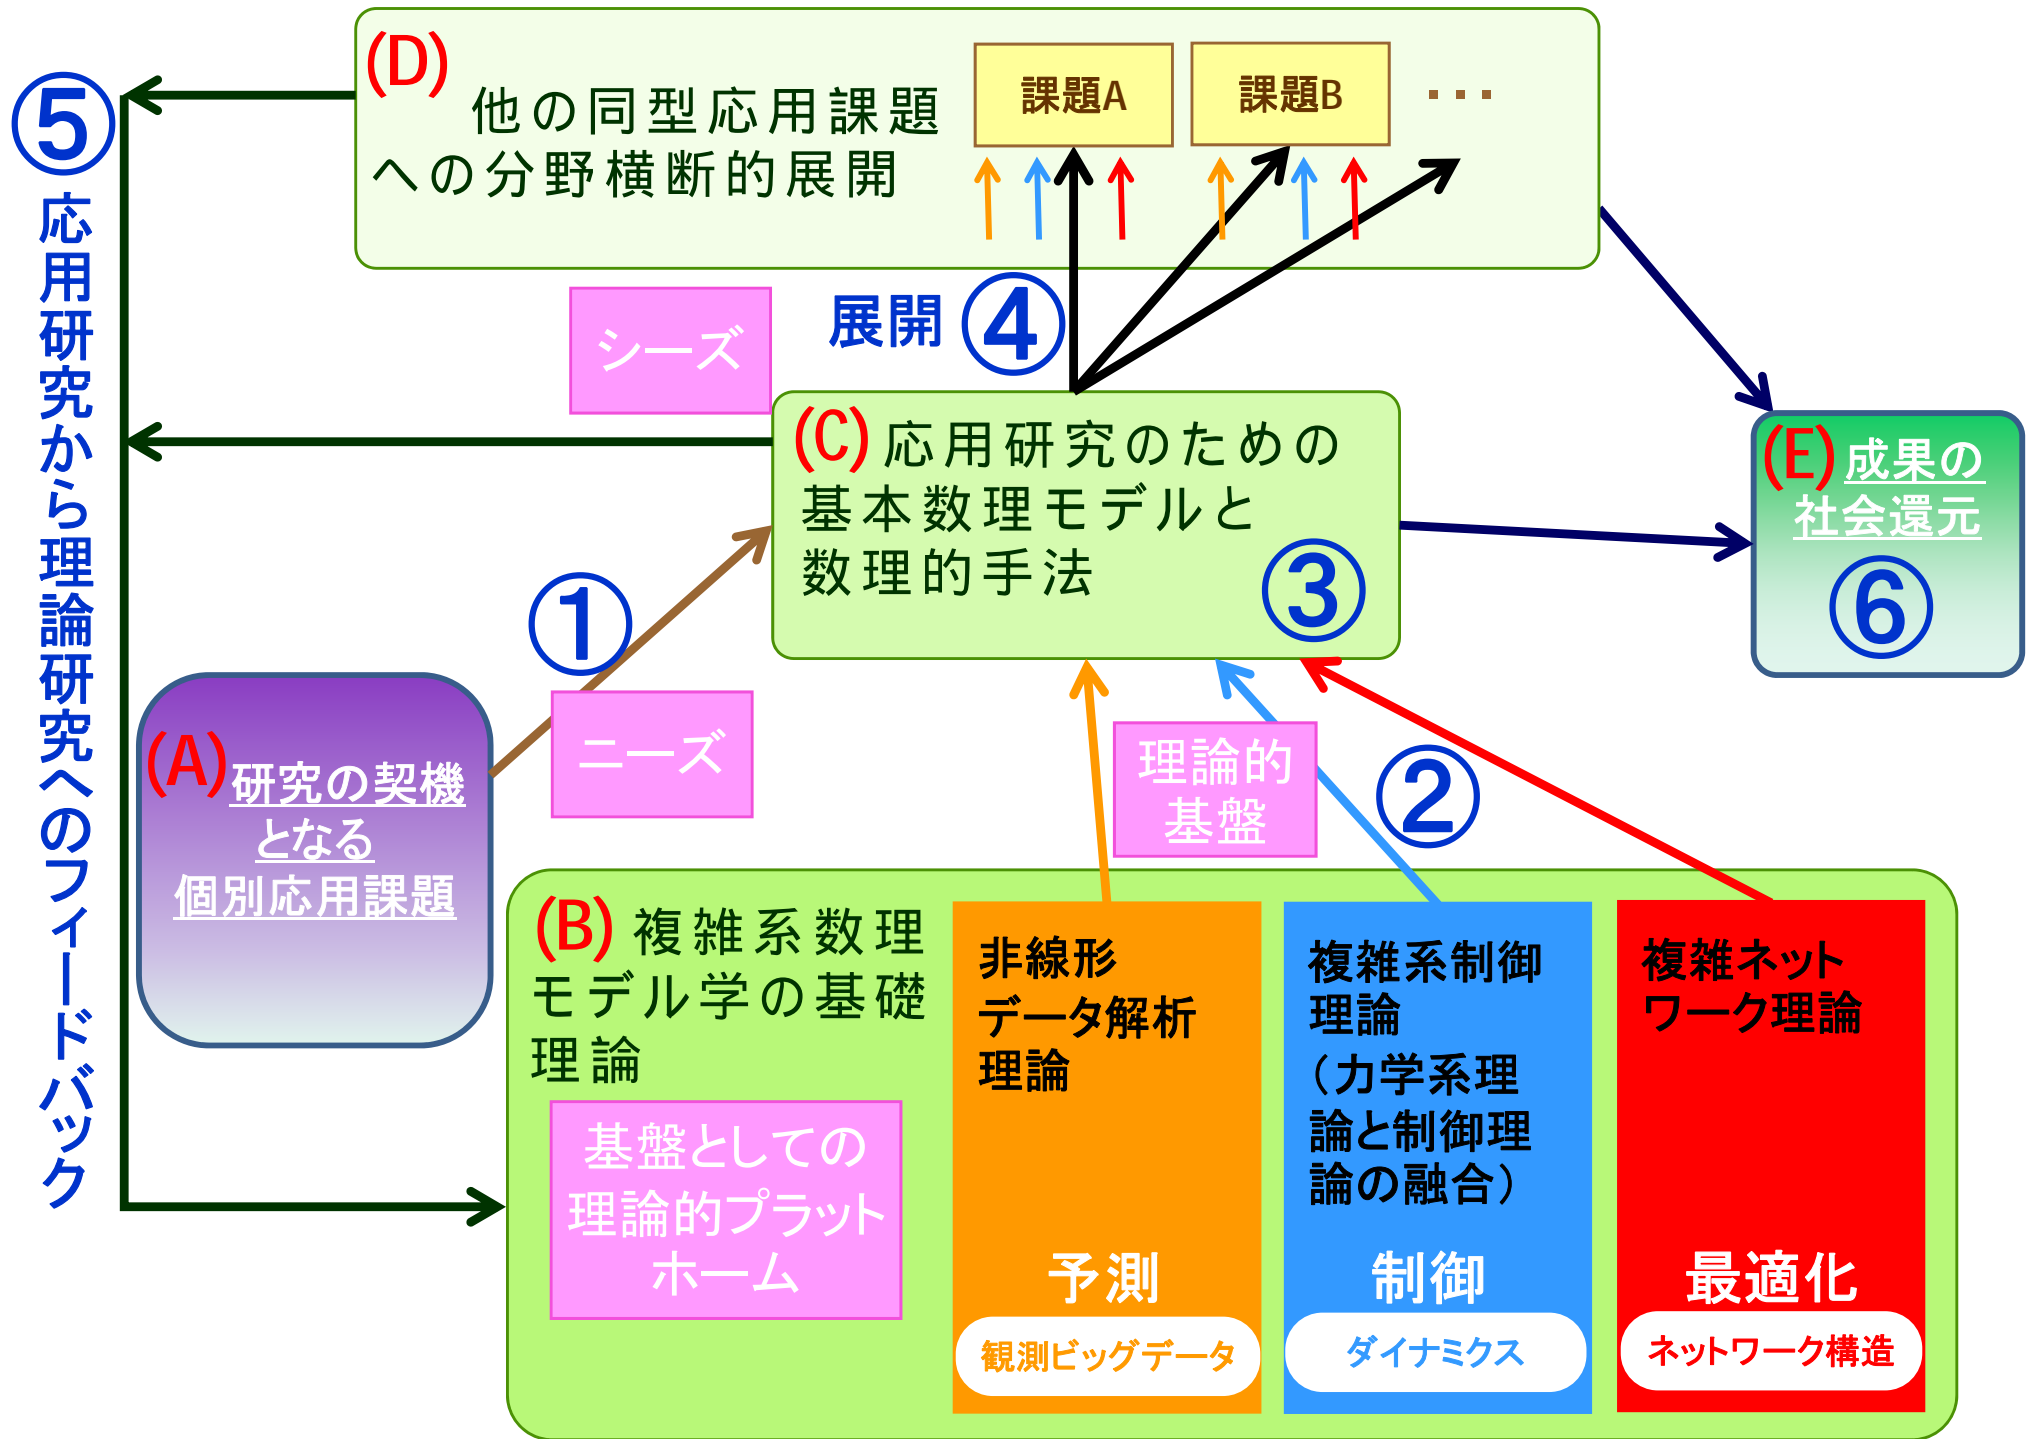 (D)
他の同型応用課題
への分野横断的展開
課題A
課題B
・・・
⑤
応用研究から理論研究へのフィードバック
シーズ
展開
④
(C) 応用研究のための
基本数理モデルと
数理的手法
③
(E) 成果の
社会還元
⑥
①
ニーズ
(A) 研究の契機
となる
個別応用課題
理論的
基盤
②
(B) 複雑系数理
モデル学の基礎
理論
基盤としての
理論的プラット
ホーム
非線形
データ解析
理論
予測
観測ビッグデータ
複雑系制御
理論
（力学系理
論と制御理
論の融合）
制御
ダイナミクス
複雑ネット
ワーク理論
最適化
ネットワーク構造